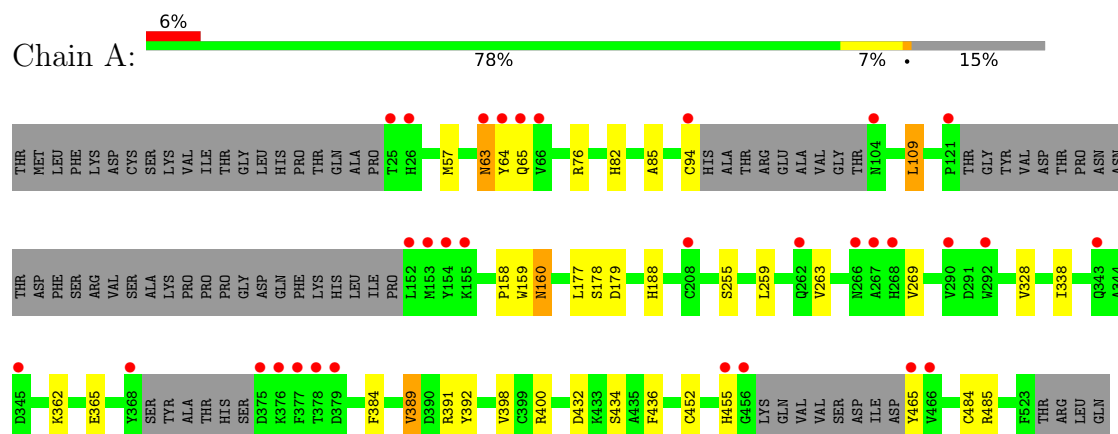 6%
Chain A:
78% 7% • 15%
THR MET LEU PHE LYS ASP CYS SER LYS VAL ILE THR GLY LEU HIS PRO THR GLN ALA PRO T25 H26 M57 N63 Y64 Q65 V66 R76 H82 A85 C94 HIS ALA THR ARG GLU ALA VAL GLY THR N104 L109 P121 THR GLY TYR VAL ASP THR PRO ASN ASN
THR ASP PHE SER ARG VAL SER ALA LYS PRO PRO PRO GLY ASP GLN PHE LYS HIS LEU ILE PRO L152 M153 Y154 K155 P158 W159 N160 L177 S178 D179 H188 C208 S255 L259 Q262 V263 N266 A267 H268 V269 V290 D291 W292 V328 I338 Q343 A344
D345 K362 E365 Y368 SER TYR ALA THR HIS SER D375 K376 F377 T378 D379 F384 V389 D390 R391 Y392 V398 C399 R400 D432 K433 S434 A435 F436 C452 H455 G456 LYS GLN VAL VAL SER ASP ILE ASP Y465 V466 C484 R485 F523 THR ARG LEU GLN